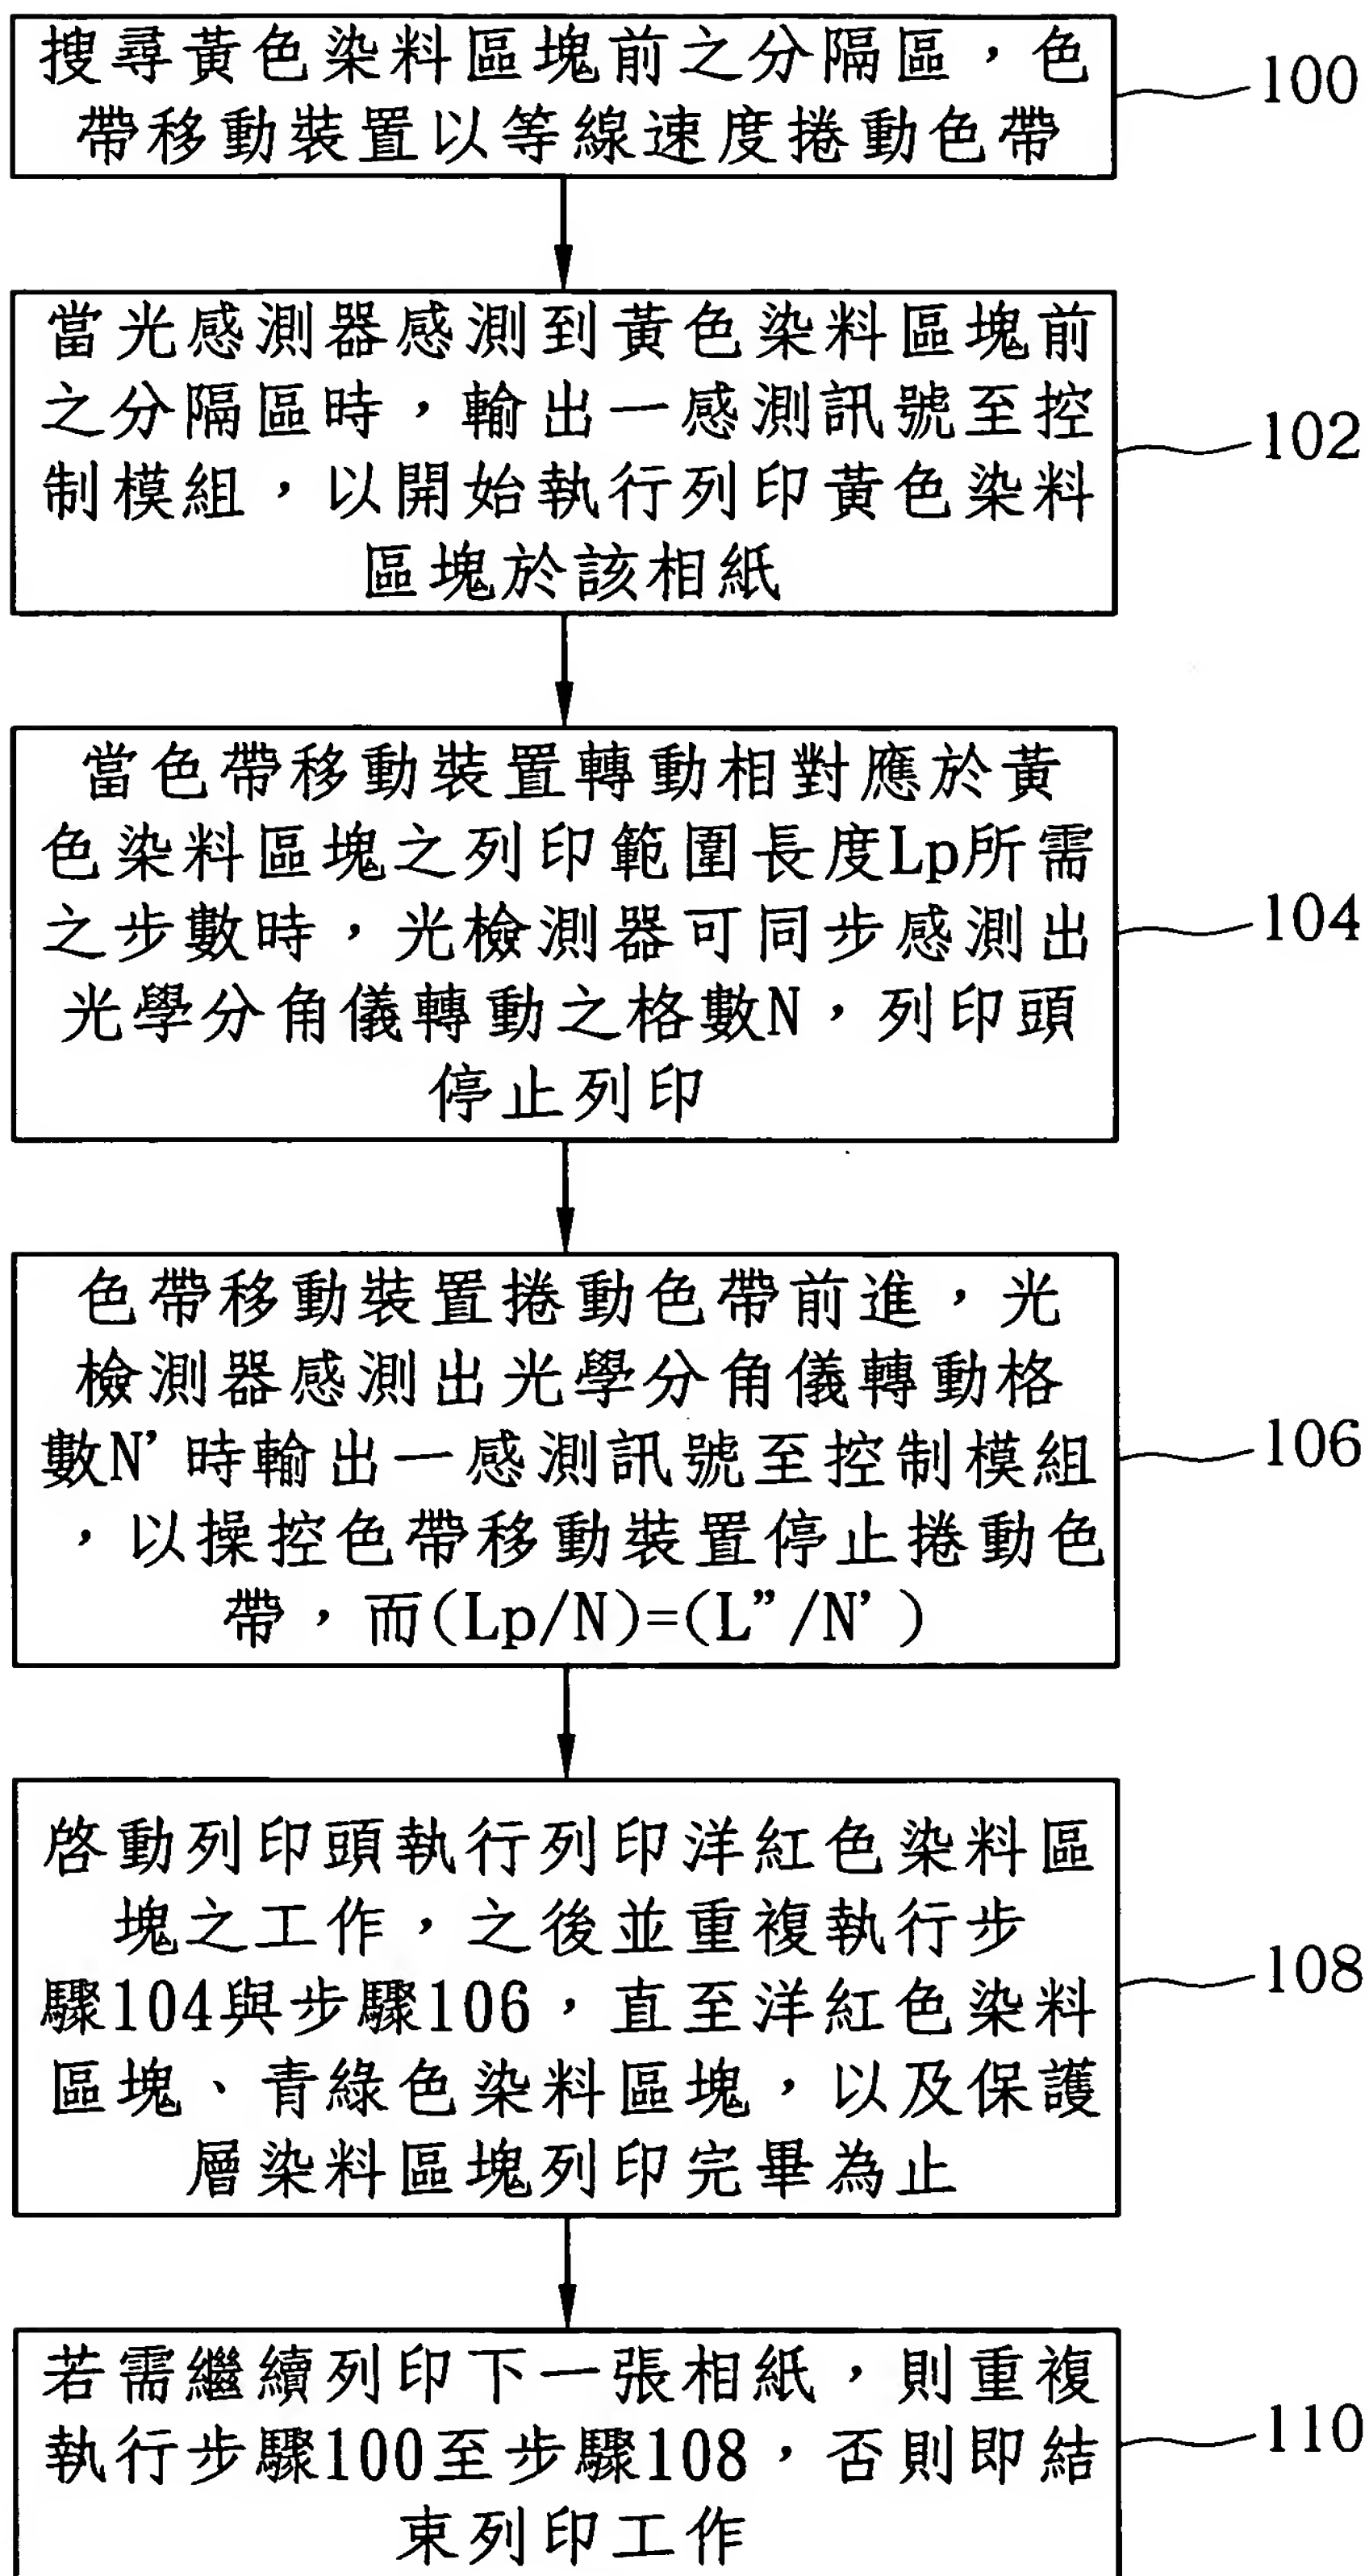 搜尋黃色染料區塊前之分隔區，色
帶移動裝置以等線速度捲動色帶
100
當光感測器感測到黃色染料區塊前
之分隔區時，輸出一感測訊號至控
制模組，以開始執行列印黃色染料
區塊於該相紙
102
當色帶移動裝置轉動相對應於黃
色染料區塊之列印範圍長度Lp所需
之步數時，光檢測器可同步感測出
光學分角儀轉動之格數N，列印頭
停止列印
104
色帶移動裝置捲動色帶前進，光
檢測器感測出光學分角儀轉動格
數N’時輸出一感測訊號至控制模組
，以操控色帶移動裝置停止捲動色
帶，而(Lp/N)=(L”/N’)
106
啓動列印頭執行列印洋紅色染料區
塊之工作，之後並重複執行步
驟104與步驟106，直至洋紅色染料
區塊、青綠色染料區塊，以及保護
層染料區塊列印完畢為止
108
若需繼續列印下一張相紙，則重複
執行步驟100至步驟108，否則即結
束列印工作
110